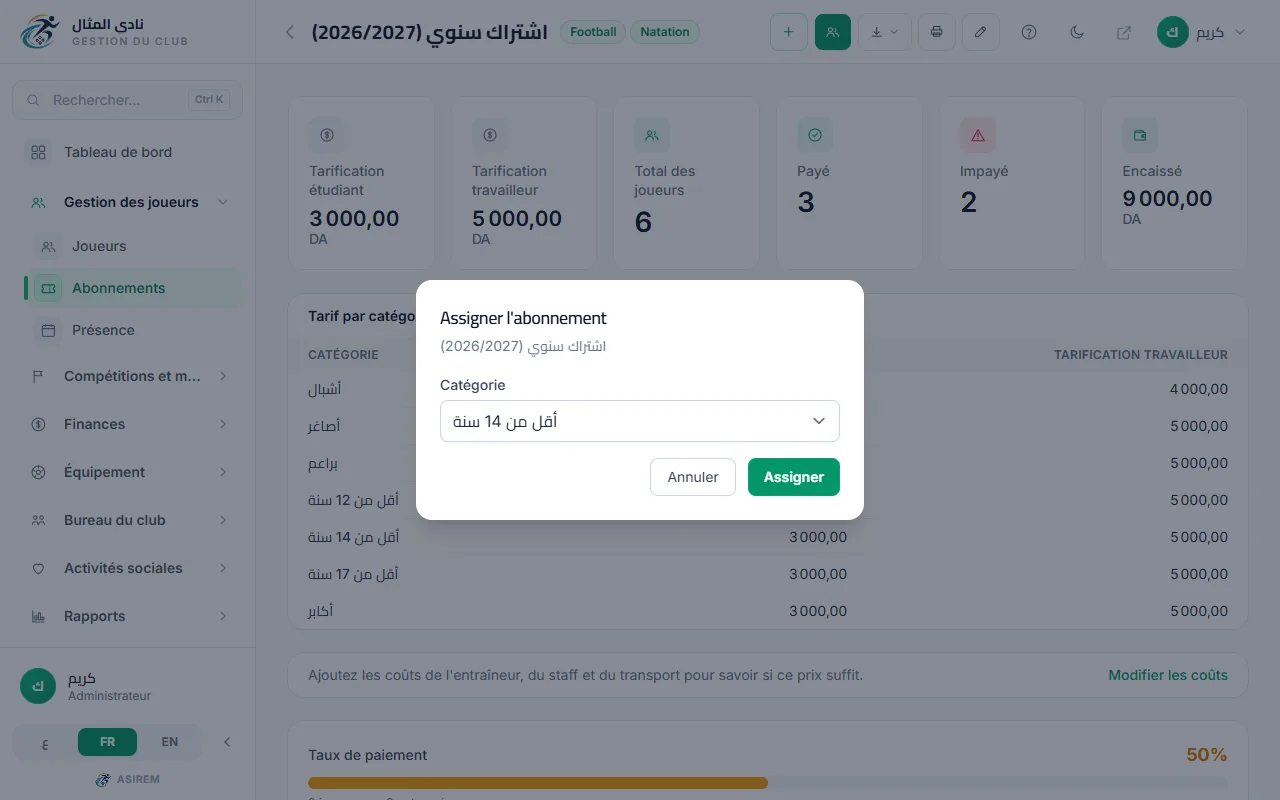 نادي المثال
GESTION DU CLUB
اشتراك سنوي (2026/2027)
Football
Natation
كريم
Rechercher...
Ctrl K
Tableau de bord
Gestion des joueurs
Joueurs
Abonnements
Présence
Compétitions et m...
Finances
Équipement
Bureau du club
Activités sociales
Rapports
ك
كريم
Administrateur
ع
FR
EN
ASIREM
Tarification étudiant
3 000,00
DA
Tarification travailleur
5 000,00
DA
Total des joueurs
6
Payé
3
Impayé
2
Encaissé
9 000,00
DA
Tarif par catégo
CATÉGORIE
TARIFICATION TRAVAILLEUR
أشبال
4 000,00
أصاغر
5 000,00
براعم
5 000,00
أقل من 12 سنة
5 000,00
أقل من 14 سنة
3 000,00
5 000,00
أقل من 17 سنة
3 000,00
5 000,00
أكابر
3 000,00
5 000,00
Assigner l'abonnement
اشتراك سنوي (2026/2027)
Catégorie
أقل من 14 سنة
Annuler
Assigner
Ajoutez les coûts de l'entraîneur, du staff et du transport pour savoir si ce prix suffit.
Modifier les coûts
Taux de paiement
50%